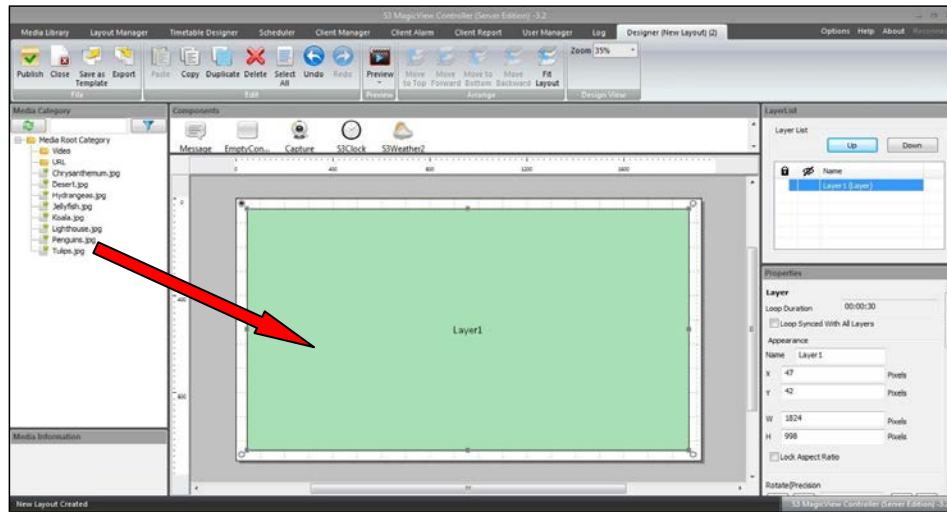 S3 MagicView Controller (Server Edition) -3.2
Media Library Layout Manager Timetable Designer Scheduler Client Manager Client Alarm Client Report User Manager Log Designer (New Layout) (2) Options Help About
Publish Close Save as Template Export Paste Copy Duplicate Delete Select All Undo Redo Preview Move to Top Move Forward Move to Bottom Move Backward Fit Layout Zoom 35%
File Edit Preview Arrange Design View
Media Category
Media Root Category
Video
URL
Chrysanthemum.jpg
Desert.jpg
Hydrangeas.jpg
Jellyfish.jpg
Koala.jpg
Lighthouse.jpg
Penguins.jpg
Tulips.jpg
Media Information
Components
Message EmptyCon... Capture S3Clock S3Weather2
0 400 800 1200 1600
0
400
800
Layer1
LayerList
Layer List
Up Down
Name
Layer1 (Layer)
Properties
Layer
Loop Duration 00:00:30
Loop Synced With All Layers
Appearance
Name Layer1
X 47 Pixels
Y 42 Pixels
W 1824 Pixels
H 998 Pixels
Lock Aspect Ratio
Rotate(Precision
New Layout Created S3 MagicView Controller (Server Edition) -3.2